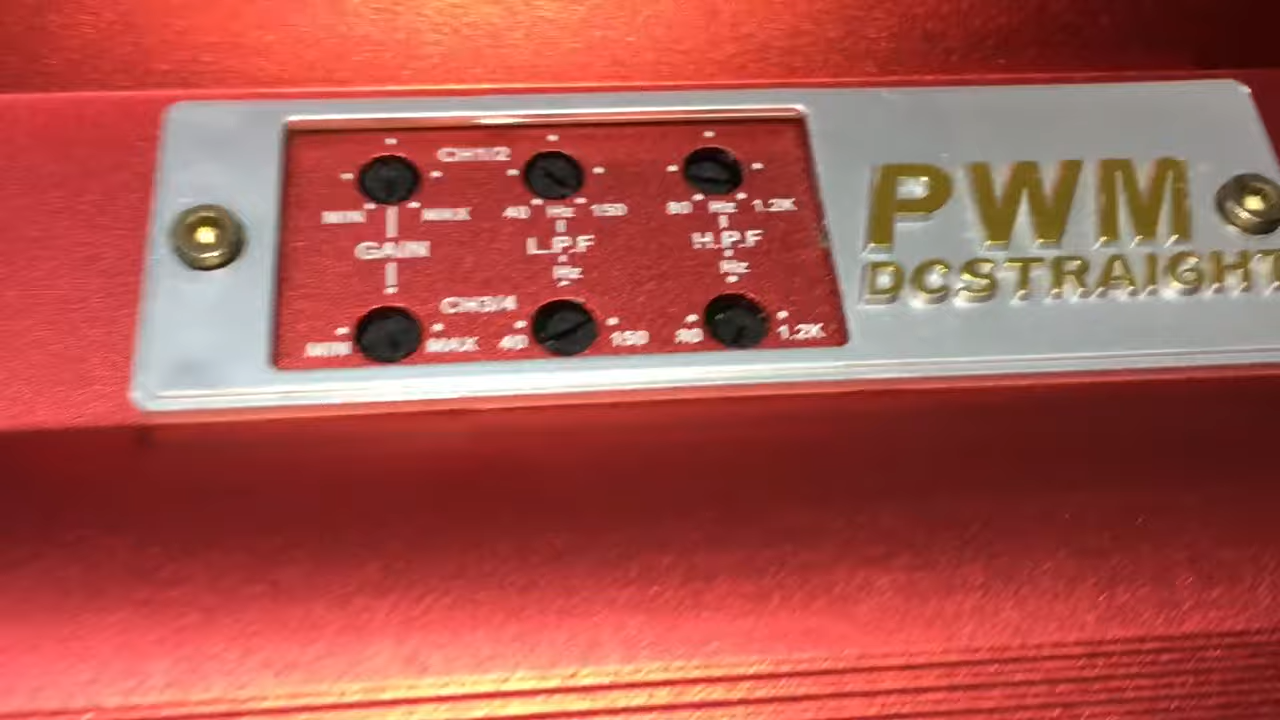 CH1/2
MIN MAX 40 Hz 150 80 Hz 1.2K
GAIN L.P.F H.P.F
Hz Hz
CH3/4
MIN MAX 40 150 80 1.2K
PWM
DCSTRAIGHT